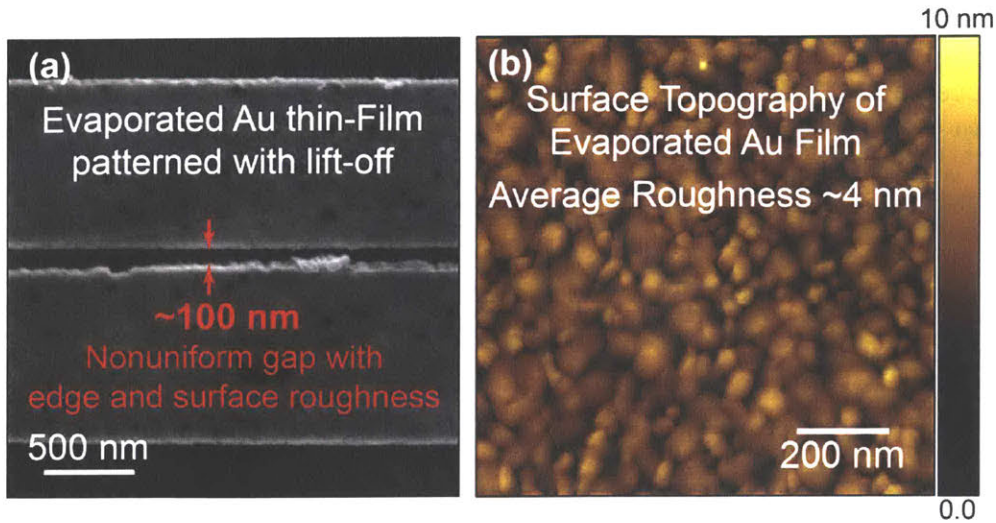 (a)
Evaporated Au thin-Film
patterned with lift-off
~100 nm
Nonuniform gap with
edge and surface roughness
500 nm
(b)
Surface Topography of
Evaporated Au Film
Average Roughness ~4 nm
200 nm
10 nm
0.0